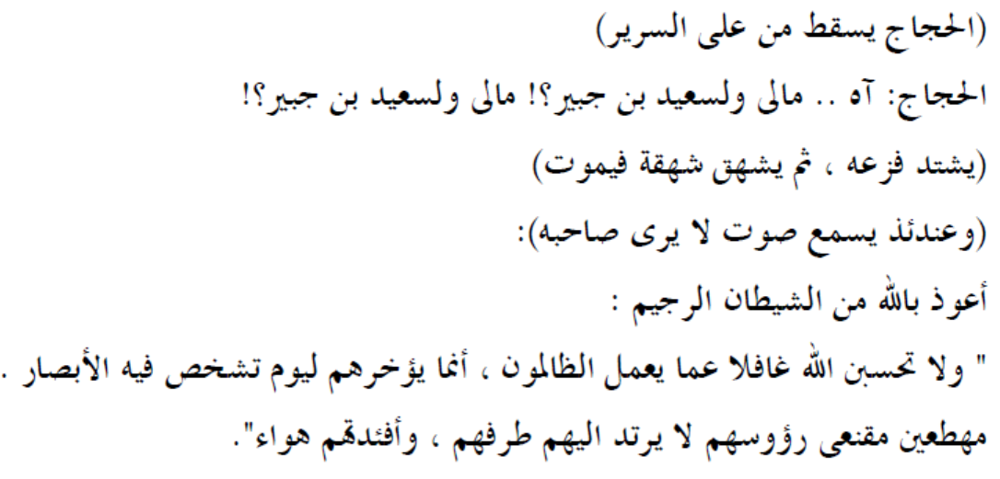 (الحجاج يسقط من على السرير)
الحجاج: آه .. مالى ولسعيد بن جبير؟! مالى ولسعيد بن جبير؟!
(يشتد فزعه ، ثم يشهق شهقة فيموت)
(وعندئذ يسمع صوت لا يرى صاحبه):
أعوذ بالله من الشيطان الرجيم :
" ولا تحسبن الله غافلا عما يعمل الظالمون ، أنما يؤخرهم ليوم تشخص فيه الأبصار .
مهطعين مقنعى رؤوسهم لا يرتد اليهم طرفهم ، وأفئدتهم هواء".